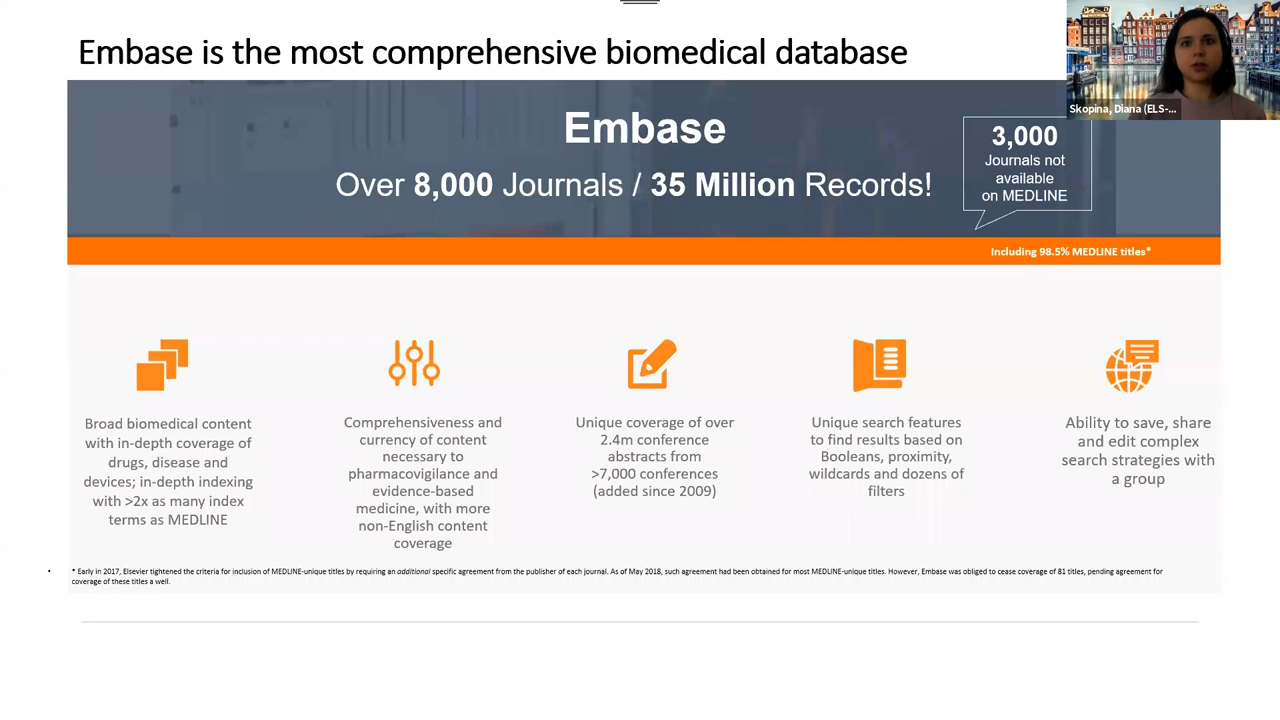 Embase is the most comprehensive biomedical database
Skopina, Diana (ELS-...
Embase
Over 8,000 Journals / 35 Million Records!
3,000
Journals not
available
on MEDLINE
Including 98.5% MEDLINE titles*
Broad biomedical content
with in-depth coverage of
drugs, disease and
devices; in-depth indexing
with >2x as many index
terms as MEDLINE
Comprehensiveness and
currency of content
necessary to
pharmacovigilance and
evidence-based
medicine, with more
non-English content
coverage
Unique coverage of over
2.4m conference
abstracts from
>7,000 conferences
(added since 2009)
Unique search features
to find results based on
Booleans, proximity,
wildcards and dozens of
filters
Ability to save, share
and edit complex
search strategies with
a group
• * Early in 2017, Elsevier tightened the criteria for inclusion of MEDLINE-unique titles by requiring an additional specific agreement from the publisher of each journal. As of May 2018, such agreement had been obtained for most MEDLINE-unique titles. However, Embase was obliged to cease coverage of 81 titles, pending agreement for
coverage of these titles a well.